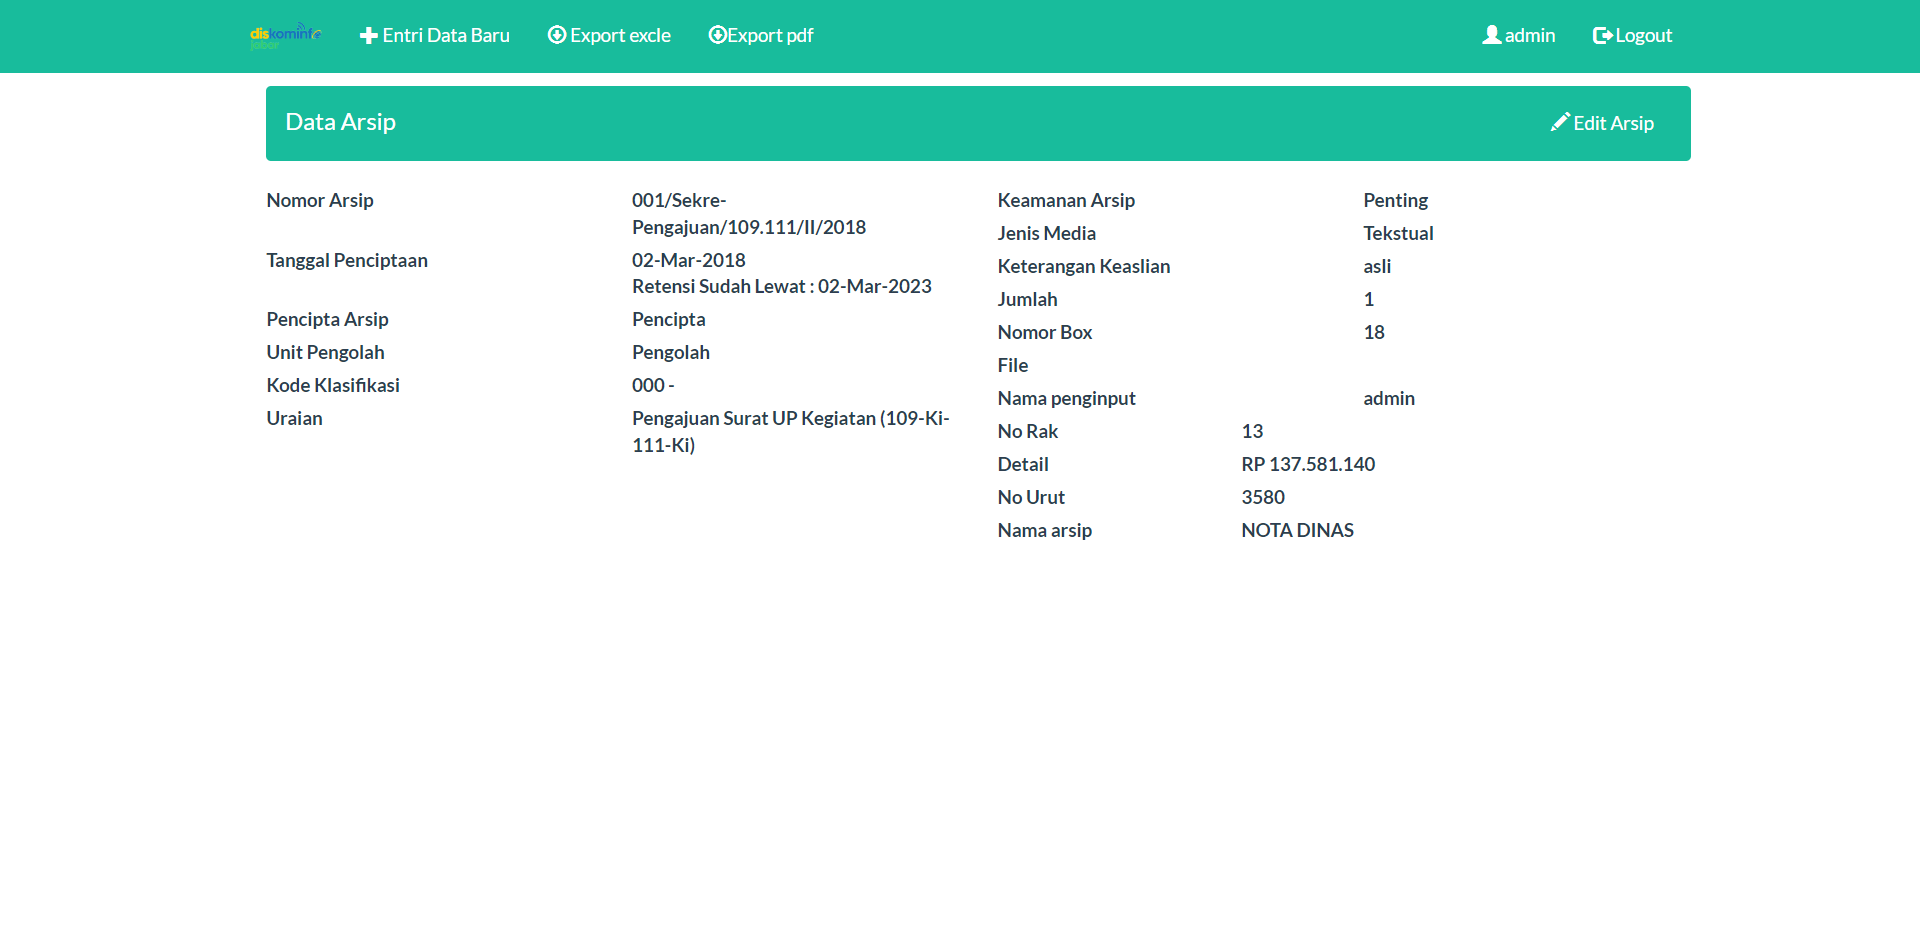 diskominfo
jabar
Entri Data Baru
Export excle
Export pdf
admin
Logout
Data Arsip
Edit Arsip
Nomor Arsip
001/Sekre-
Pengajuan/109.111/II/2018
Tanggal Penciptaan
02-Mar-2018
Retensi Sudah Lewat : 02-Mar-2023
Pencipta Arsip
Pencipta
Unit Pengolah
Pengolah
Kode Klasifikasi
000 -
Uraian
Pengajuan Surat UP Kegiatan (109-Ki-
111-Ki)
Keamanan Arsip
Penting
Jenis Media
Tekstual
Keterangan Keaslian
asli
Jumlah
1
Nomor Box
18
File
Nama penginput
admin
No Rak
13
Detail
RP 137.581.140
No Urut
3580
Nama arsip
NOTA DINAS